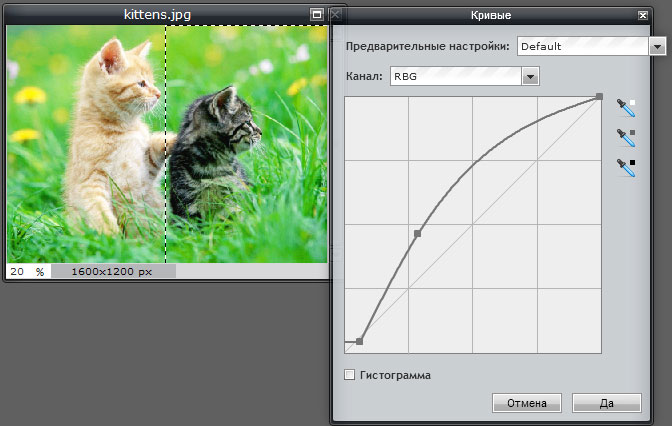 kittens.jpg
20 %
1600x1200 px
Кривые
Предварительные настройки: Default
Канал: RBG
Гистограмма
Отмена
Да